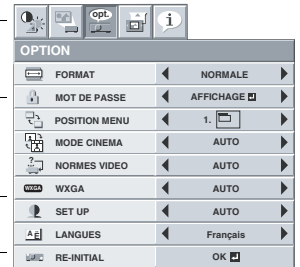 opt.
i
OPTION
FORMAT NORMALE
MOT DE PASSE AFFICHAGE
POSITION MENU 1.
MODE CINEMA AUTO
NORMES VIDEO AUTO
WXGA WXGA AUTO
SET UP AUTO
AÉ LANGUES Français
RE-INITIAL OK